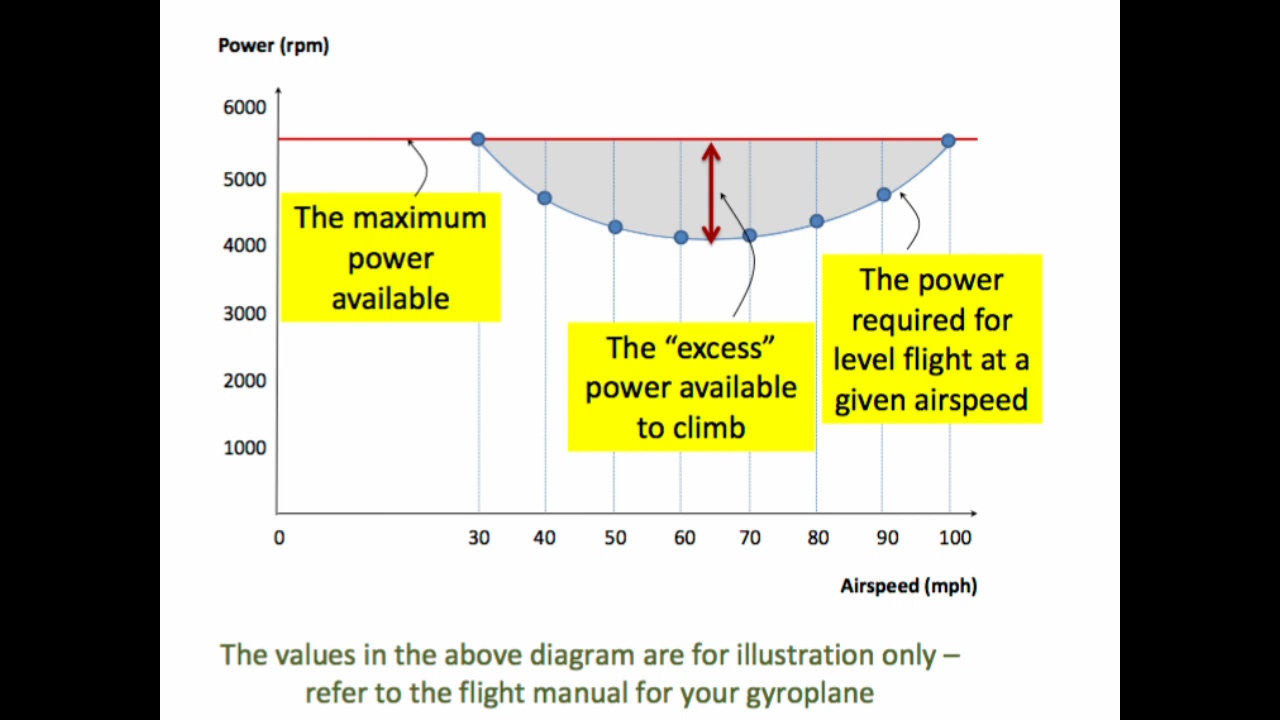 Power (rpm)
6000
5000
4000
3000
2000
1000
The maximum
power
available
The “excess”
power available
to climb
The power
required for
level flight at a
given airspeed
0 30 40 50 60 70 80 90 100
Airspeed (mph)
The values in the above diagram are for illustration only –
refer to the flight manual for your gyroplane